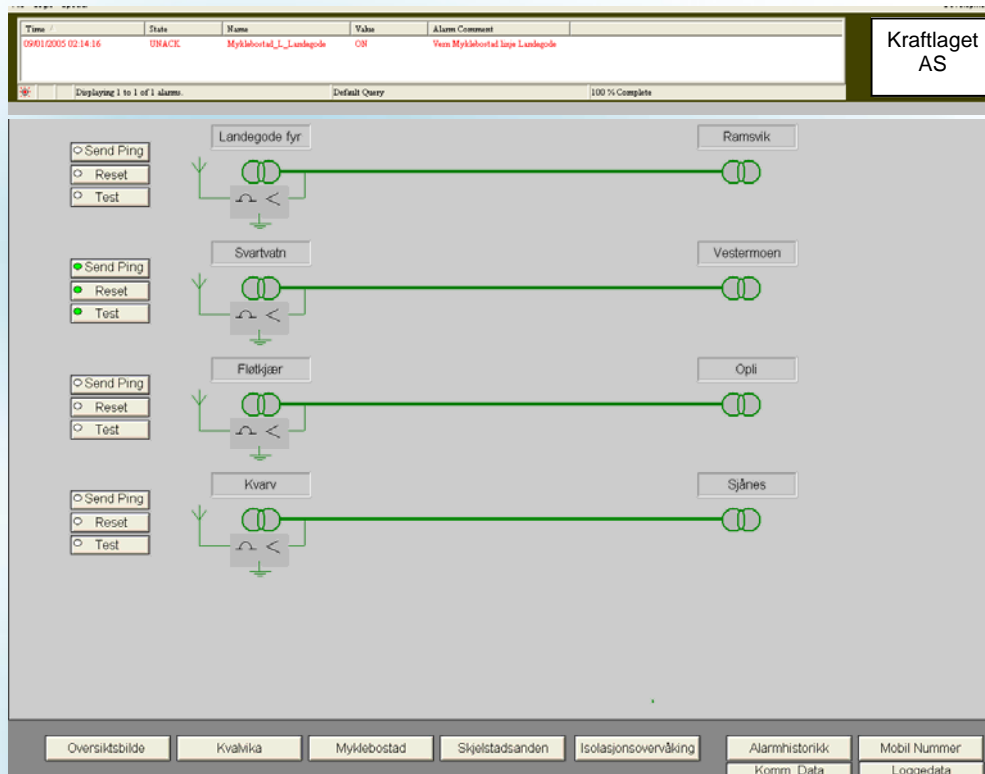 Time / State Name Value Alarm Comment
09/01/2005 02:14:16 UNACK Myklebostad_L_Landegode ON Vern Myklebostad linje Landegode
Displaying 1 to 1 of 1 alarms. Default Query 100 % Complete
Kraftlaget
AS
Landegode fyr Ramsvik
Send Ping
Reset
Test
Svartvatn Vestermoen
Send Ping
Reset
Test
Fløtkjær Opli
Send Ping
Reset
Test
Kvarv Sjånes
Send Ping
Reset
Test
Oversiktsbilde Kvalvika Myklebostad Skjelstadsanden Isolasjonsovervåking Alarmhistorikk Mobil Nummer
Komm. Data Loggedata